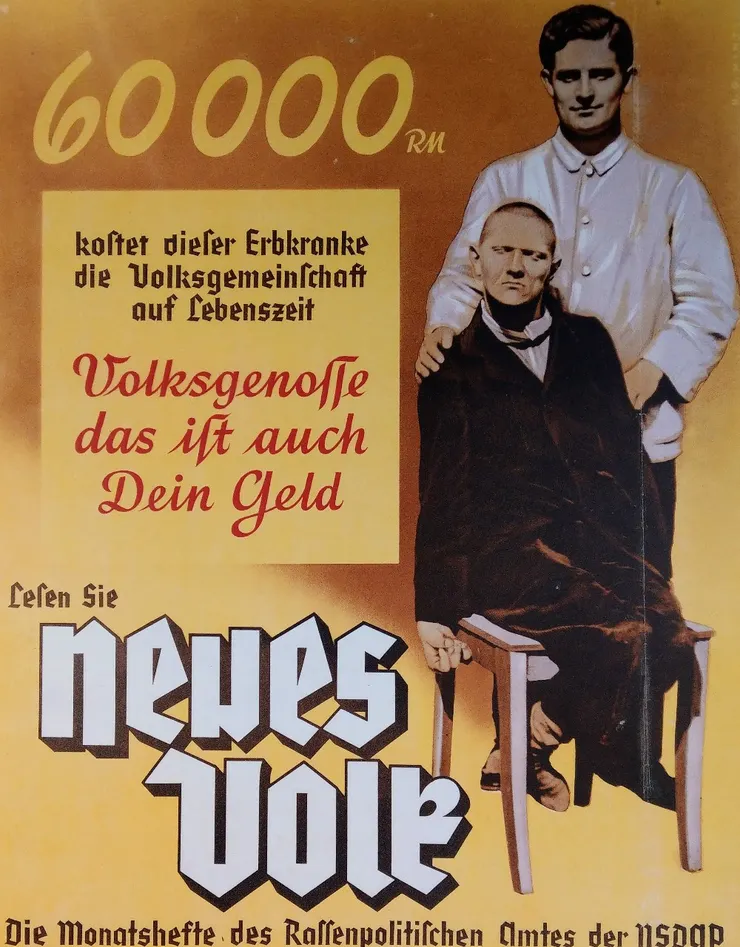 60 000 RM
koſtet dieſer Erbkranke
die Volksgemeinſchaft
auf Lebenszeit
Volksgenoſſe
das iſt auch
Dein Geld
Leſen Sie
neues
Volk
Die Monatshefte des Raſſenpolitiſchen Amtes der NSDAP